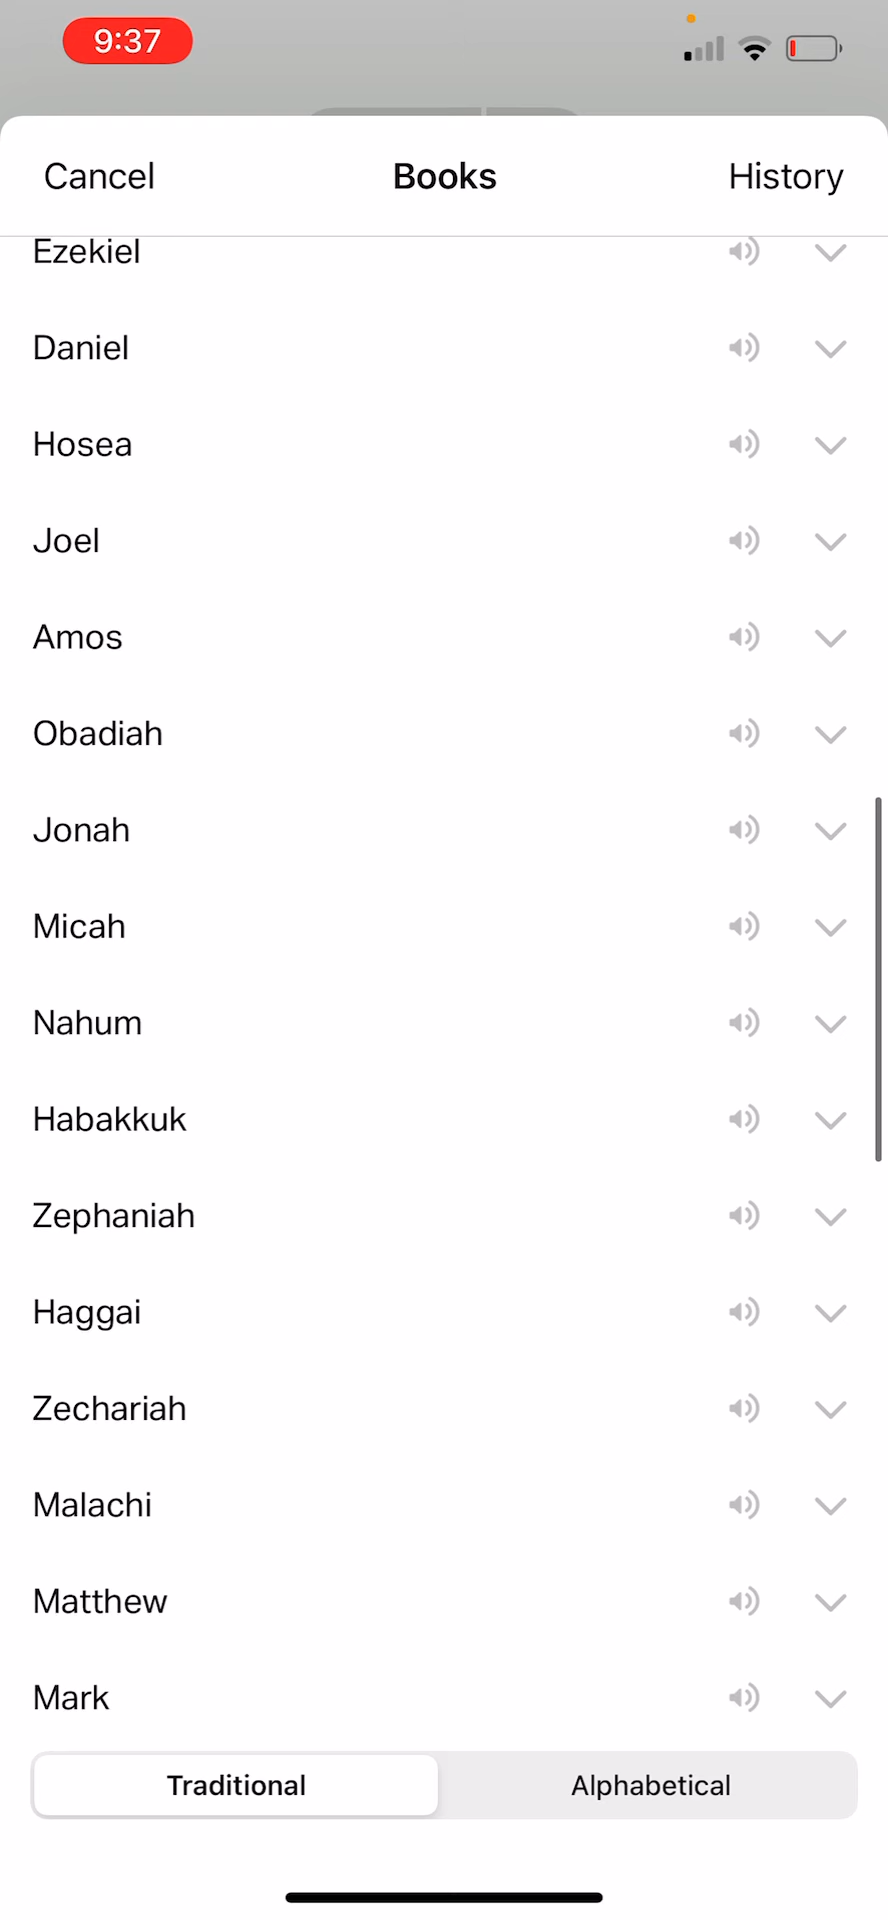 9:37
Cancel Books History
Ezekiel
Daniel
Hosea
Joel
Amos
Obadiah
Jonah
Micah
Nahum
Habakkuk
Zephaniah
Haggai
Zechariah
Malachi
Matthew
Mark
Traditional Alphabetical